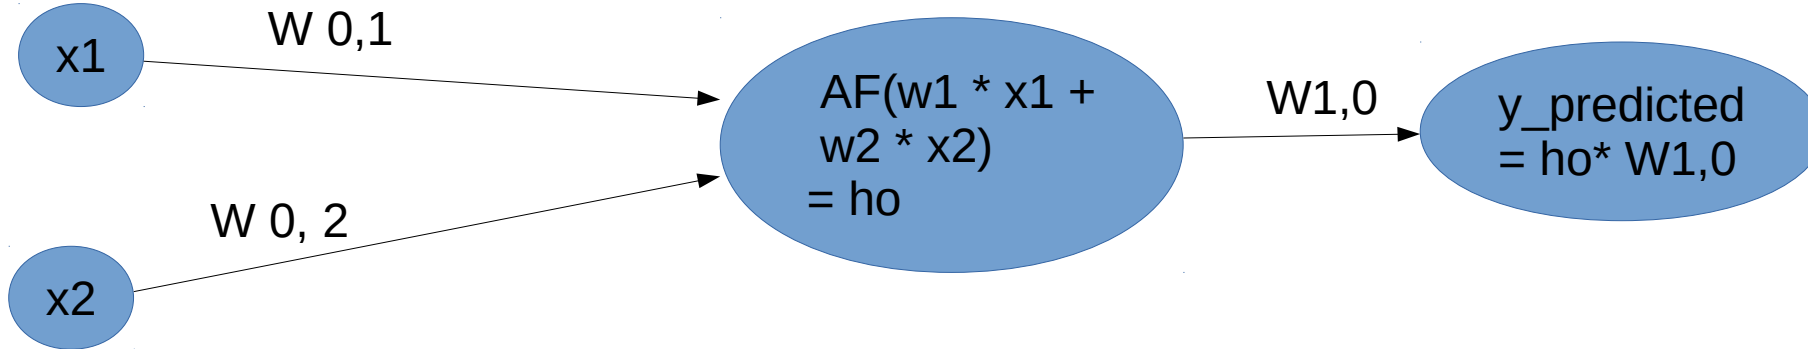 x1
W 0,1
AF(w1 * x1 +
w2 * x2)
= ho
W1,0
y_predicted
= ho* W1,0
W 0, 2
x2